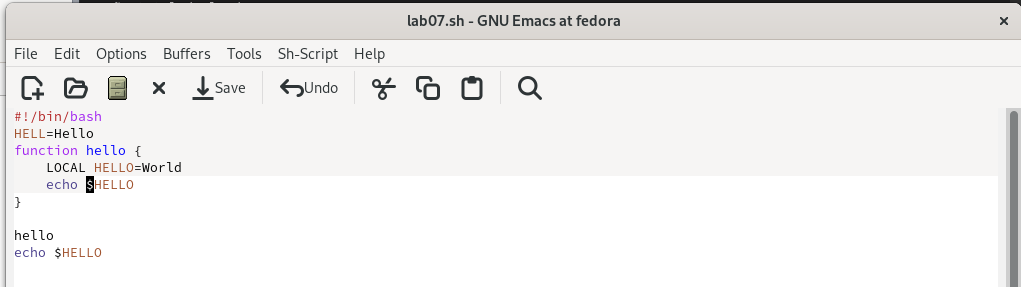 lab07.sh - GNU Emacs at fedora
File Edit Options Buffers Tools Sh-Script Help
Save Undo
#!/bin/bash
HELL=Hello
function hello {
    LOCAL HELLO=World
    echo $HELLO
}
hello
echo $HELLO